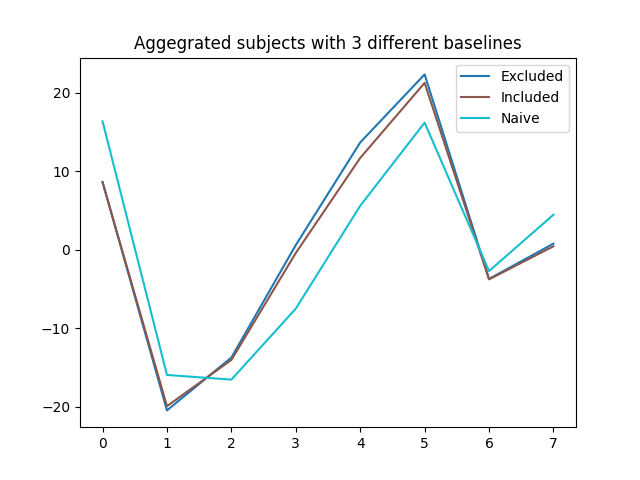 Aggegrated subjects with 3 different baselines
Excluded
Included
Naive
20
10
0
−10
−20
0 1 2 3 4 5 6 7